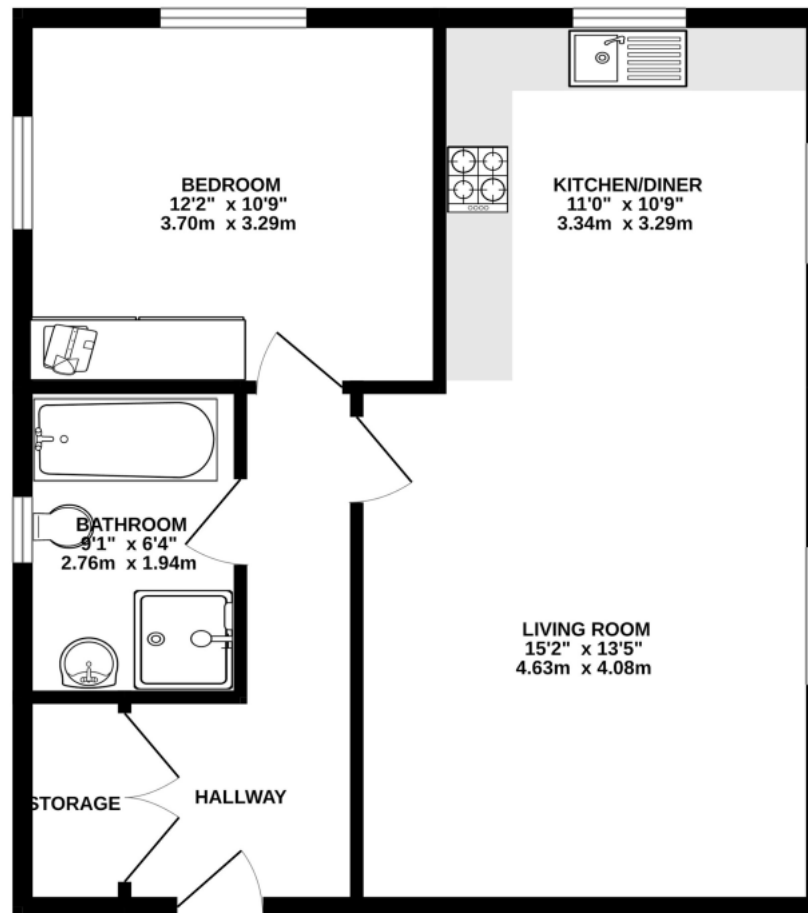 BEDROOM
12'2" x 10'9"
3.70m x 3.29m
KITCHEN/DINER
11'0" x 10'9"
3.34m x 3.29m
BATHROOM
9'1" x 6'4"
2.76m x 1.94m
LIVING ROOM
15'2" x 13'5"
4.63m x 4.08m
STORAGE
HALLWAY